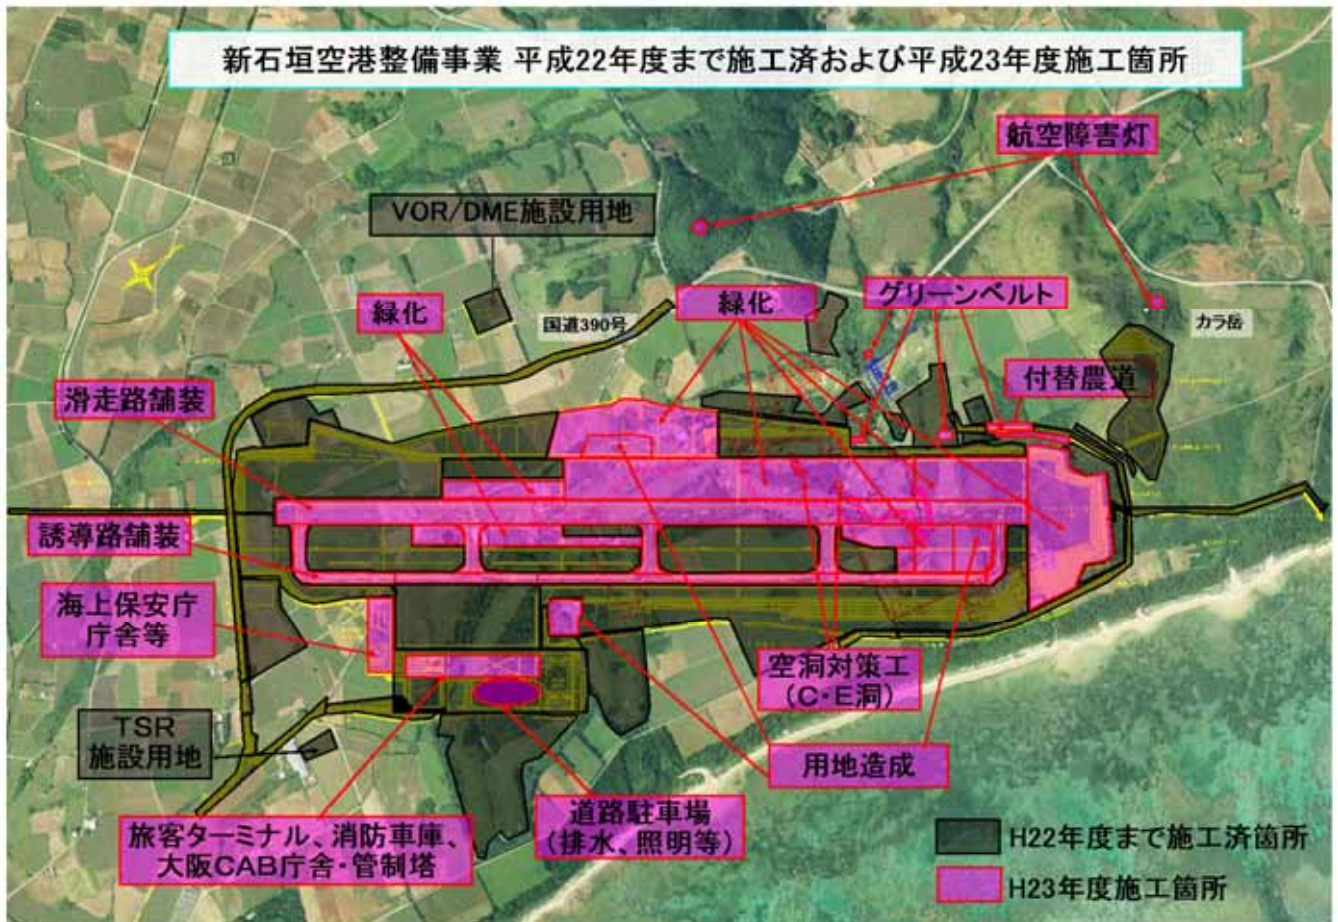 新石垣空港整備事業 平成22年度まで施工済および平成23年度施工箇所
航空障害灯
VOR/DME施設用地
緑化
国道390号
緑化
グリーンベルト
カラ岳
付替農道
滑走路舗装
誘導路舗装
海上保安庁
庁舎等
空洞対策工
(C・E洞)
TSR
施設用地
用地造成
道路駐車場
(排水、照明等)
旅客ターミナル、消防車庫、
大阪CAB庁舎・管制塔
H22年度まで施工済箇所
H23年度施工箇所